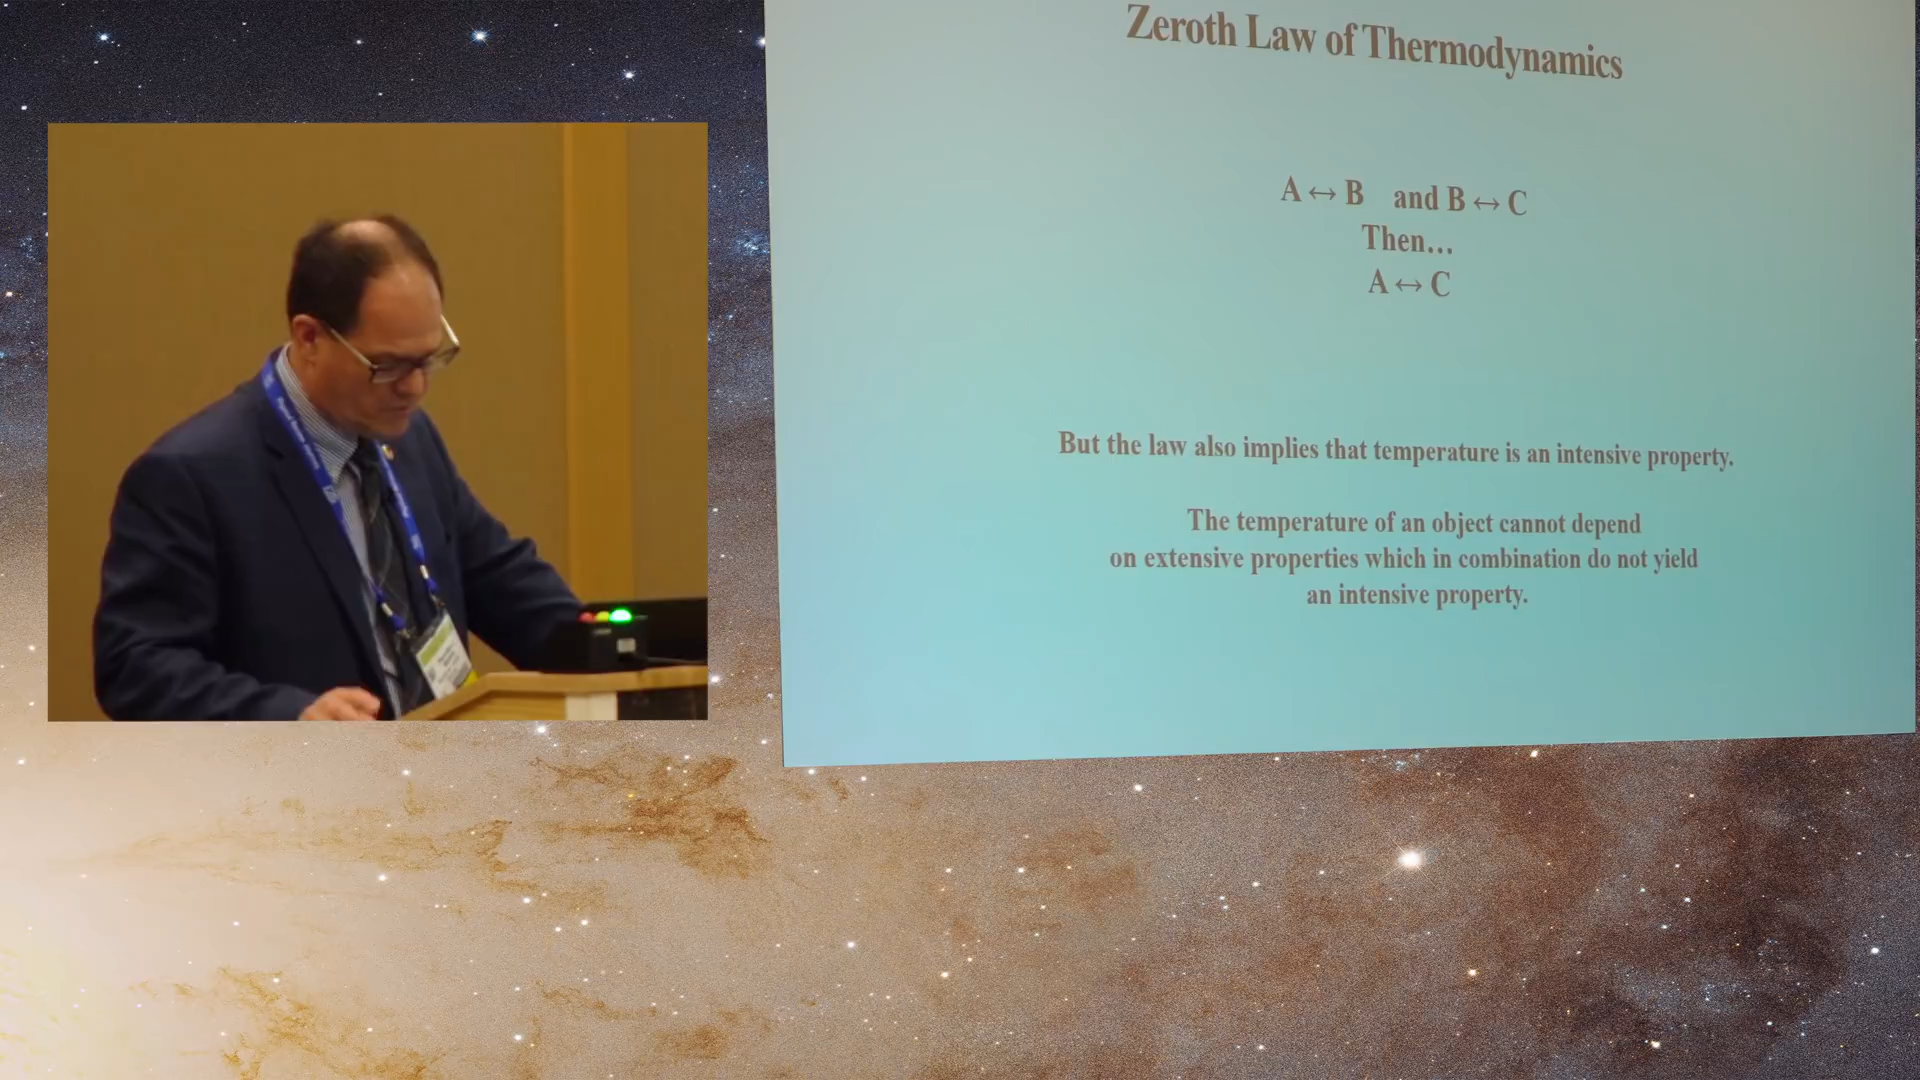 Zeroth Law of Thermodynamics
A ↔ B and B ↔ C
Then...
A ↔ C
But the law also implies that temperature is an intensive property.
The temperature of an object cannot depend
on extensive properties which in combination do not yield
an intensive property.